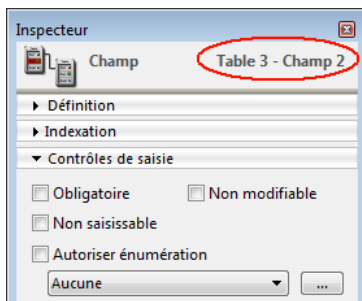 Inspecteur
Champ Table 3 - Champ 2
Définition
Indexation
Contrôles de saisie
Obligatoire Non modifiable
Non saisissable
Autoriser énumération
Aucune ...